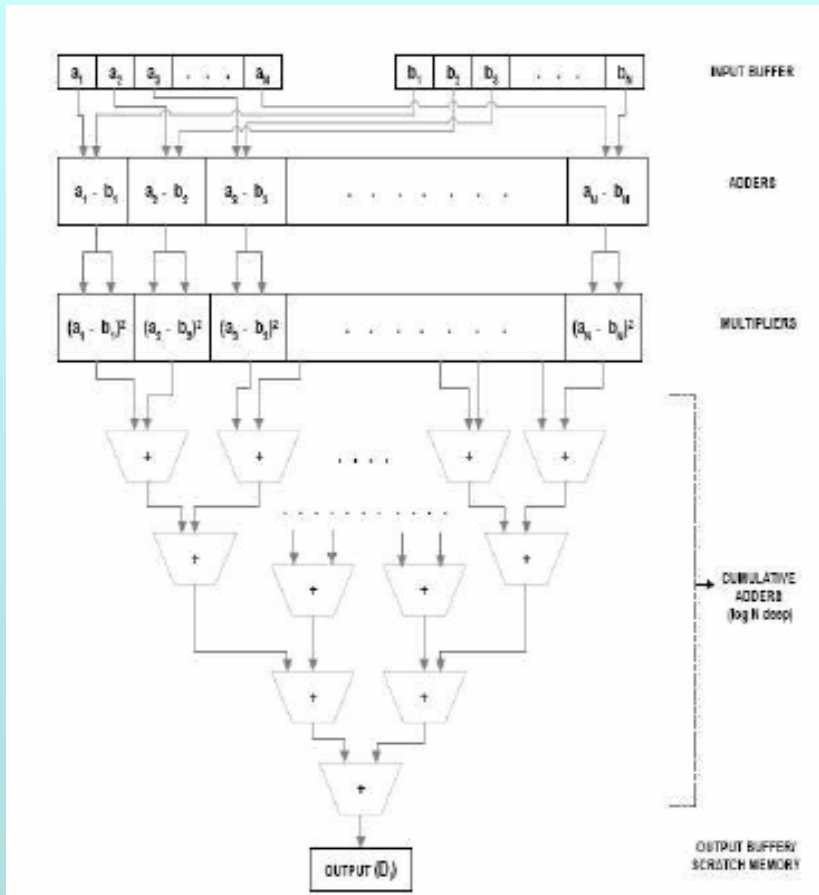 a₁ a₂ a₃ . . . aₙ b₁ b₂ b₃ . . . bₙ INPUT BUFFER
a₁ - b₁ a₂ - b₂ a₃ - b₃ . . . . . . . aₙ - bₙ ADDERS
(a₁ - b₁)² (a₂ - b₂)² (a₃ - b₃)² . . . . . . . (aₙ - bₙ)² MULTIPLIERS
+ + . . . . + +
. . . . . . . . . .
+ +
+ +
CUMULATIVE
ADDERS
(log N deep)
+ +
+
OUTPUT BUFFER/
SCRATCH MEMORY
OUTPUT (Dⱼ)